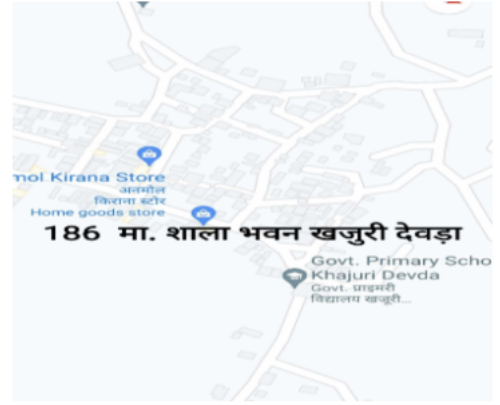 mol Kirana Store
अनमोल
किराना स्टोर
Home goods store
186 मा. शाला भवन खजुरी देवड़ा
Govt. Primary Scho
Khajuri Devda
Govt. प्राइमरी
विद्यालय खजूरी...